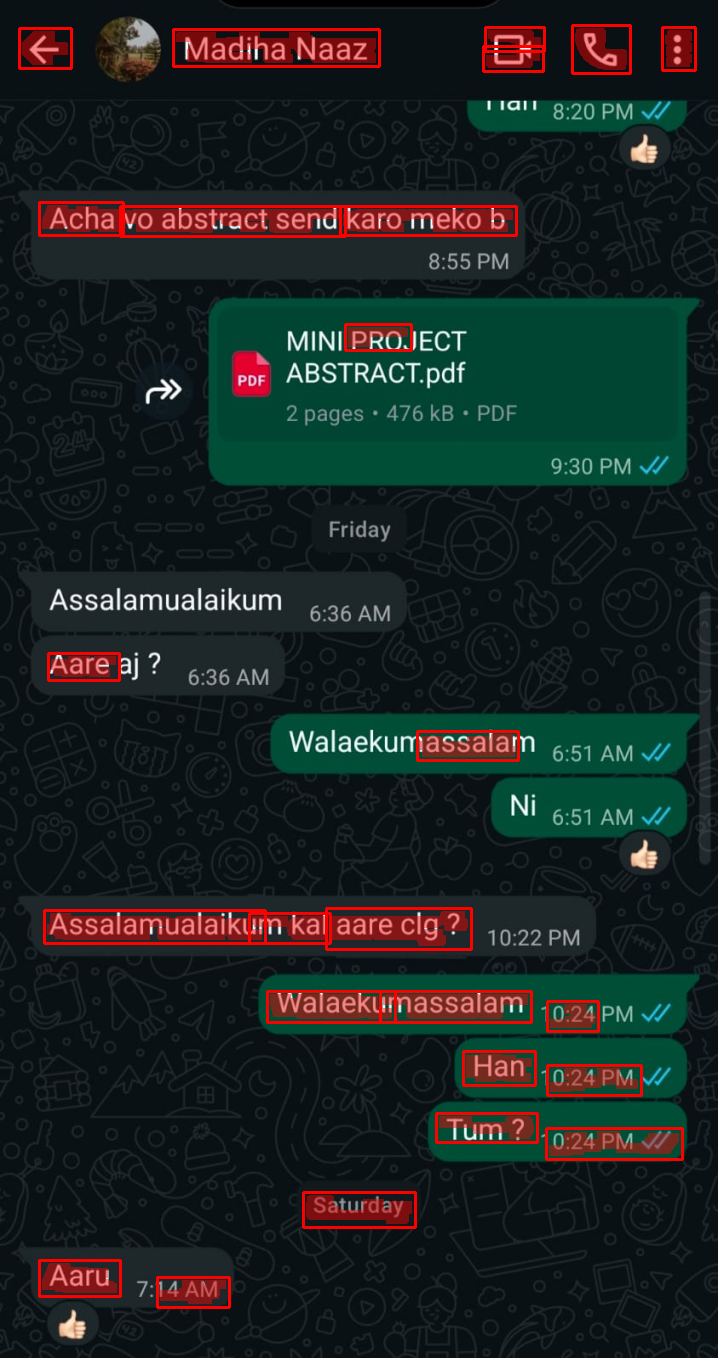 Madiha Naaz
Han 8:20 PM
Acha vo abstract send karo meko b
8:55 PM
MINI PROJECT
ABSTRACT.pdf
PDF
2 pages • 476 kB • PDF
9:30 PM
Friday
Assalamualaikum 6:36 AM
Aare aj ? 6:36 AM
Walaekumassalam 6:51 AM
Ni 6:51 AM
Assalamualaikum kal aare clg ? 10:22 PM
Walaekumassalam 10:24 PM
Han 10:24 PM
Tum ? 10:24 PM
Saturday
Aaru 7:14 AM